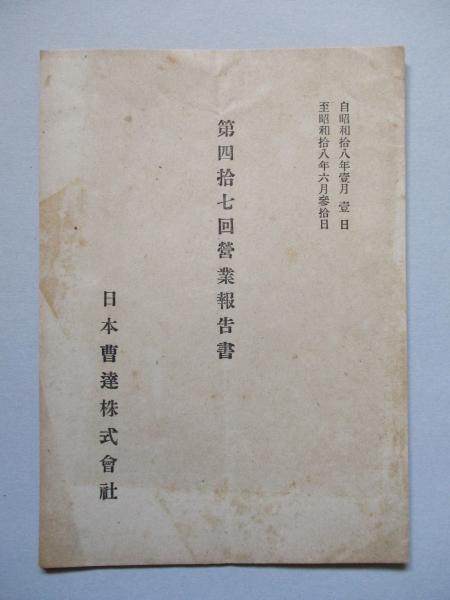 自昭和拾八年壹月壹日
至昭和拾八年六月參拾日
第四拾七回營業報告書
日本曹達株式會社